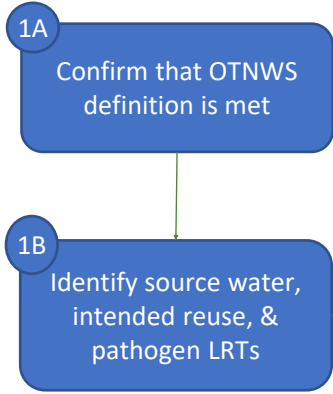 1A
Confirm that OTNWS
definition is met
1B
Identify source water,
intended reuse, &
pathogen LRTs